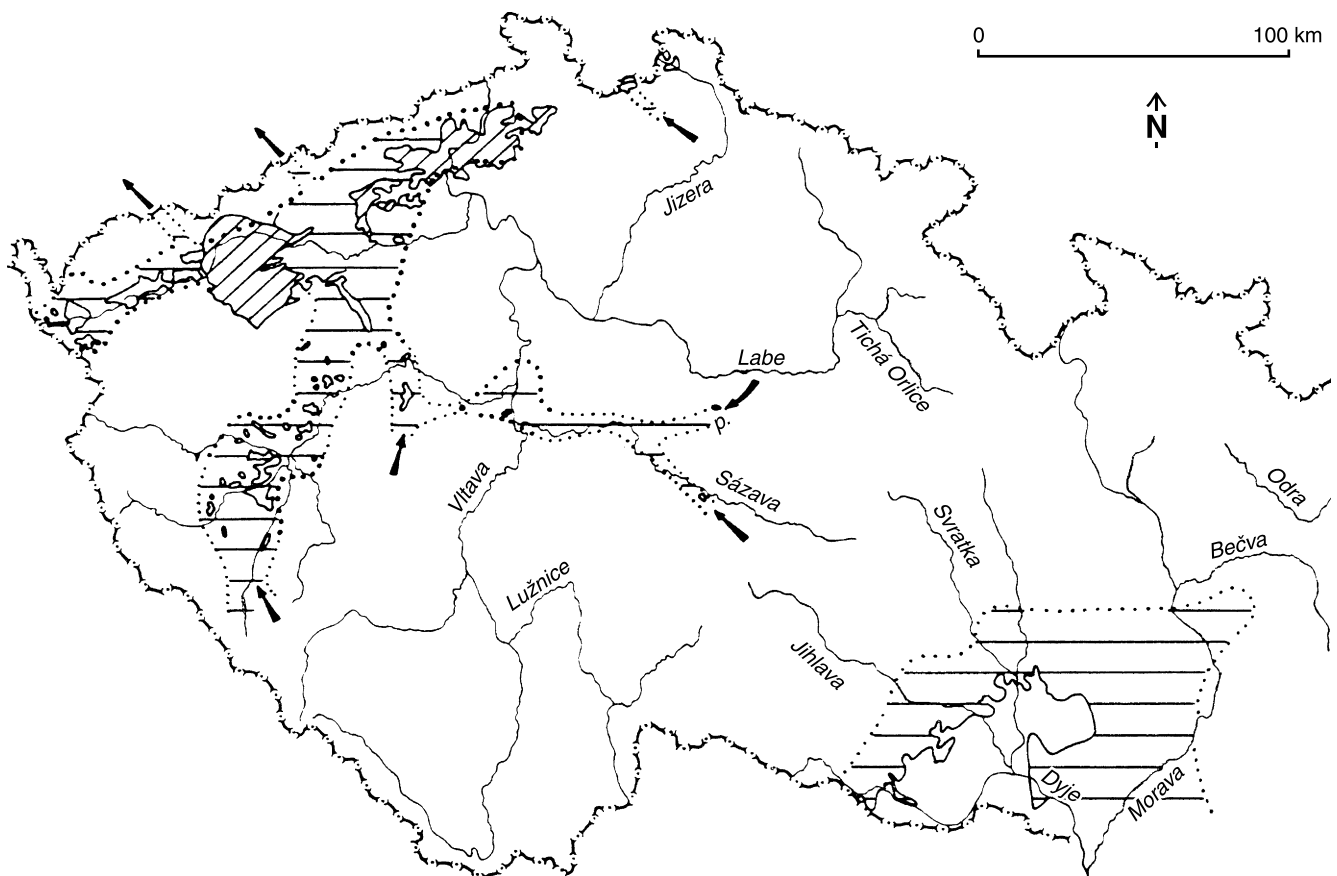 0 100 km
N
Jizera
Tichá Orlice
Labe
p.
Vltava
Sázava
Svratka
Odra
Bečva
Lužnice
Jihlava
Dyje
Morava